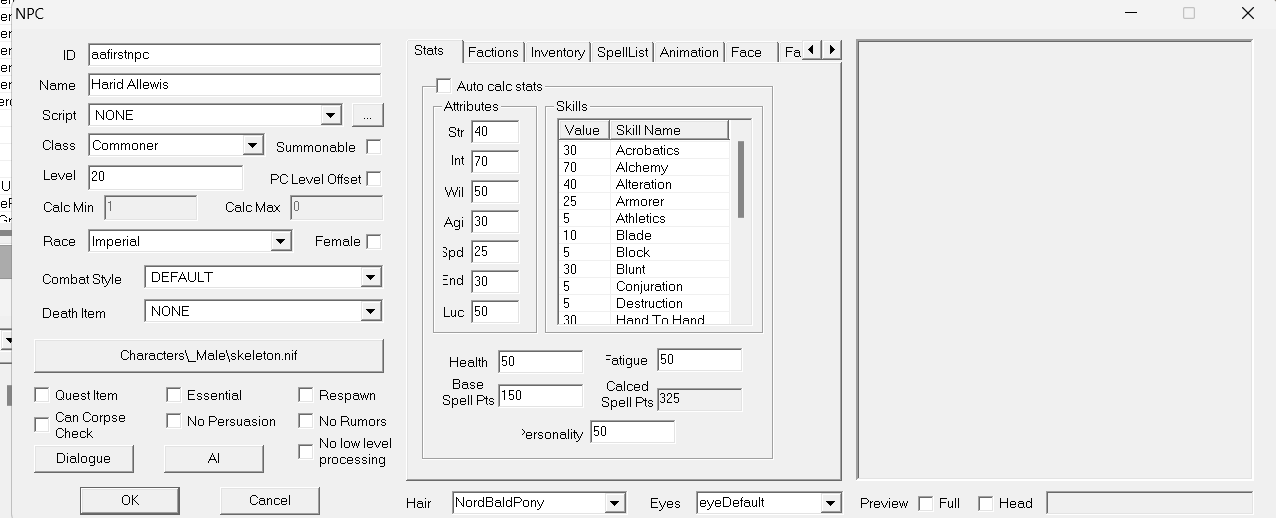 NPC
ID aafirstnpc
Name Harid Allewis
Script NONE ...
Class Commoner Summonable
Level 20 PC Level Offset
Calc Min 1 Calc Max 0
Race Imperial Female
Combat Style DEFAULT
Death Item NONE
Characters\_Male\skeleton.nif
Quest Item Essential Respawn
Can Corpse Check No Persuasion No Rumors
No low level processing
Dialogue AI
OK Cancel
Stats Factions Inventory SpellList Animation Face Fa
Auto calc stats
Attributes
Str 40
Int 70
Wil 50
Agi 30
Spd 25
End 30
Luc 50
Skills
Value Skill Name
30 Acrobatics
70 Alchemy
40 Alteration
25 Armorer
5 Athletics
10 Blade
5 Block
30 Blunt
5 Conjuration
5 Destruction
30 Hand To Hand
Health 50 Fatigue 50
Base Spell Pts 150 Calced Spell Pts 325
Personality 50
Hair NordBaldPony Eyes eyeDefault
Preview Full Head